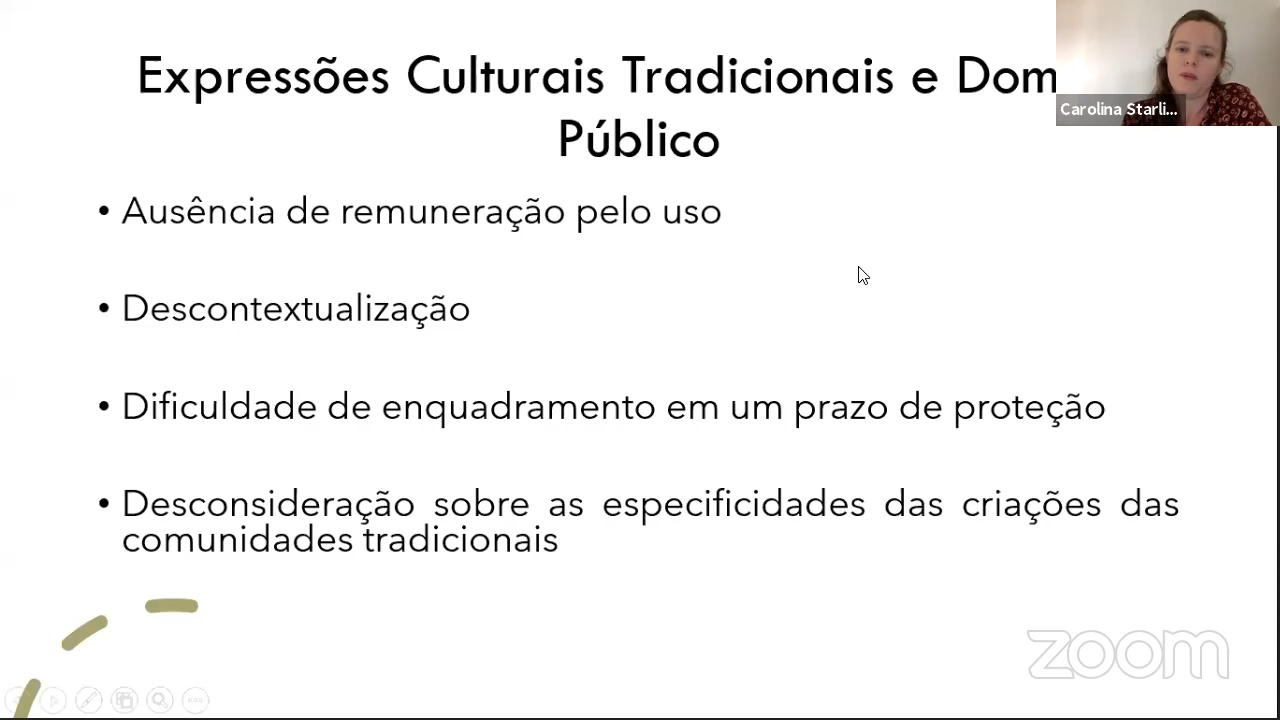 Expressões Culturais Tradicionais e Dom
Público
Carolina Starli...
• Ausência de remuneração pelo uso
• Descontextualização
• Dificuldade de enquadramento em um prazo de proteção
• Desconsideração sobre as especificidades das criações das
comunidades tradicionais
zoom